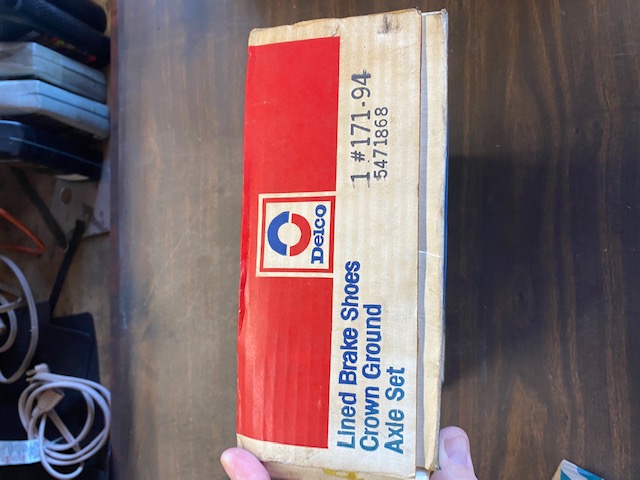 1 #171-94
5471868
Delco
Lined Brake Shoes
Crown Ground
Axle Set